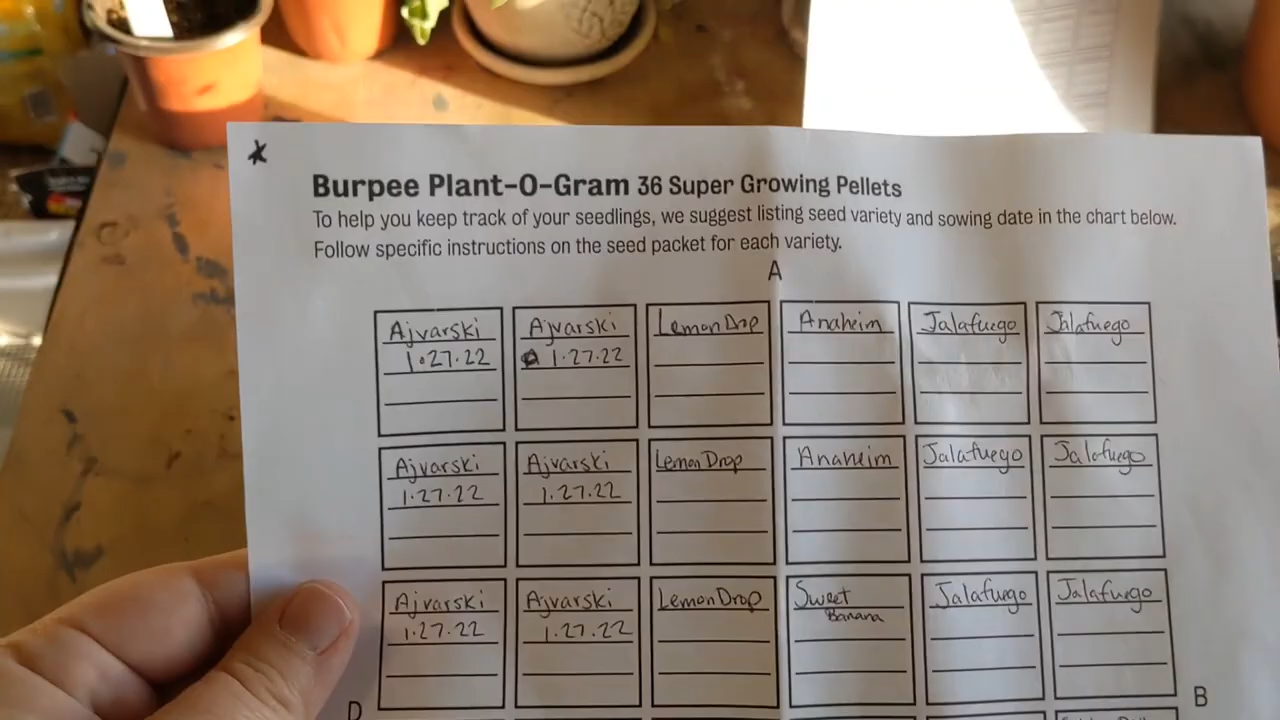 Burpee Plant-O-Gram 36 Super Growing Pellets
To help you keep track of your seedlings, we suggest listing seed variety and sowing date in the chart below.
Follow specific instructions on the seed packet for each variety.
A
Ajvarski
1.27.22
Ajvarski
1.27.22
Lemon Drop
Anaheim
Jalafuego
Jalafuego
Ajvarski
1.27.22
Ajvarski
1.27.22
Lemon Drop
Anaheim
Jalafuego
Jalafuego
Ajvarski
1.27.22
Ajvarski
1.27.22
Lemon Drop
Sweet
Banana
Jalafuego
Jalafuego
D
B